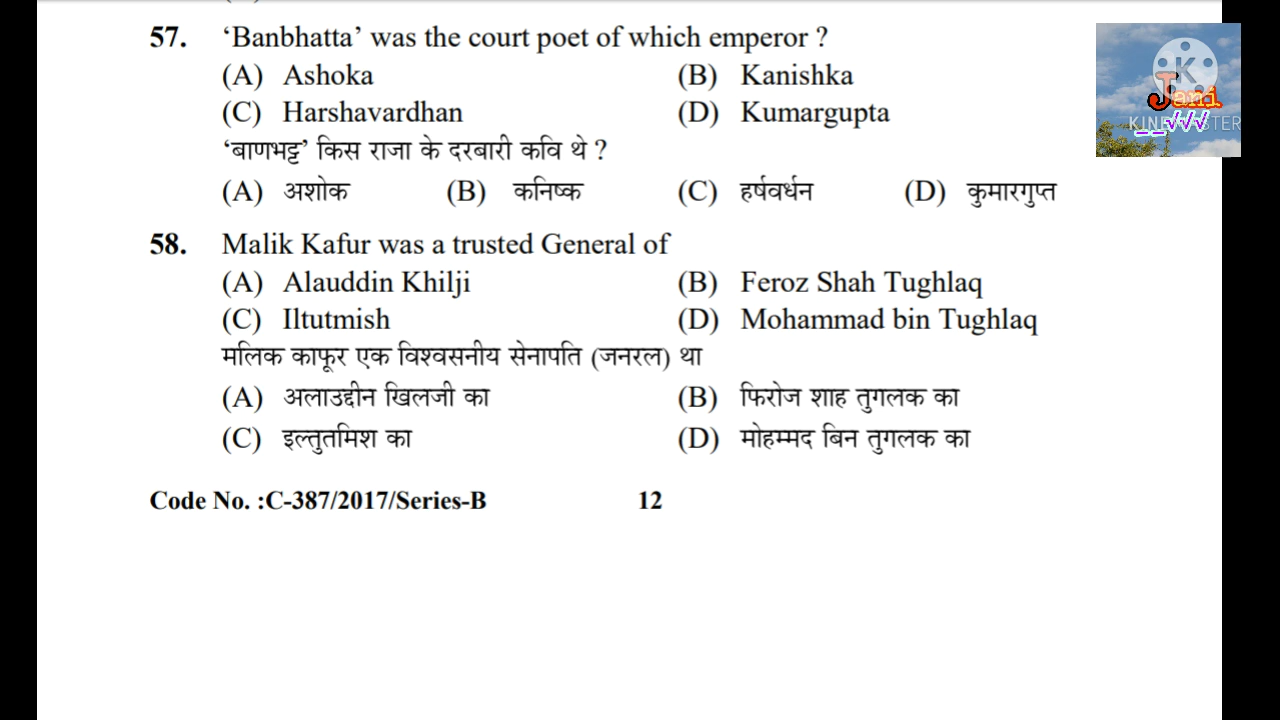 57. ‘Banbhatta’ was the court poet of which emperor ?
(A) Ashoka (B) Kanishka
(C) Harshavardhan (D) Kumargupta
‘बाणभट्ट’ किस राजा के दरबारी कवि थे ?
(A) अशोक (B) कनिष्क (C) हर्षवर्धन (D) कुमारगुप्त
58. Malik Kafur was a trusted General of
(A) Alauddin Khilji (B) Feroz Shah Tughlaq
(C) Iltutmish (D) Mohammad bin Tughlaq
मलिक काफूर एक विश्वसनीय सेनापति (जनरल) था
(A) अलाउद्दीन खिलजी का (B) फिरोज शाह तुगलक का
(C) इल्तुतमिश का (D) मोहम्मद बिन तुगलक का
Code No. :C-387/2017/Series-B 12
K
Jani
KINEMASTER